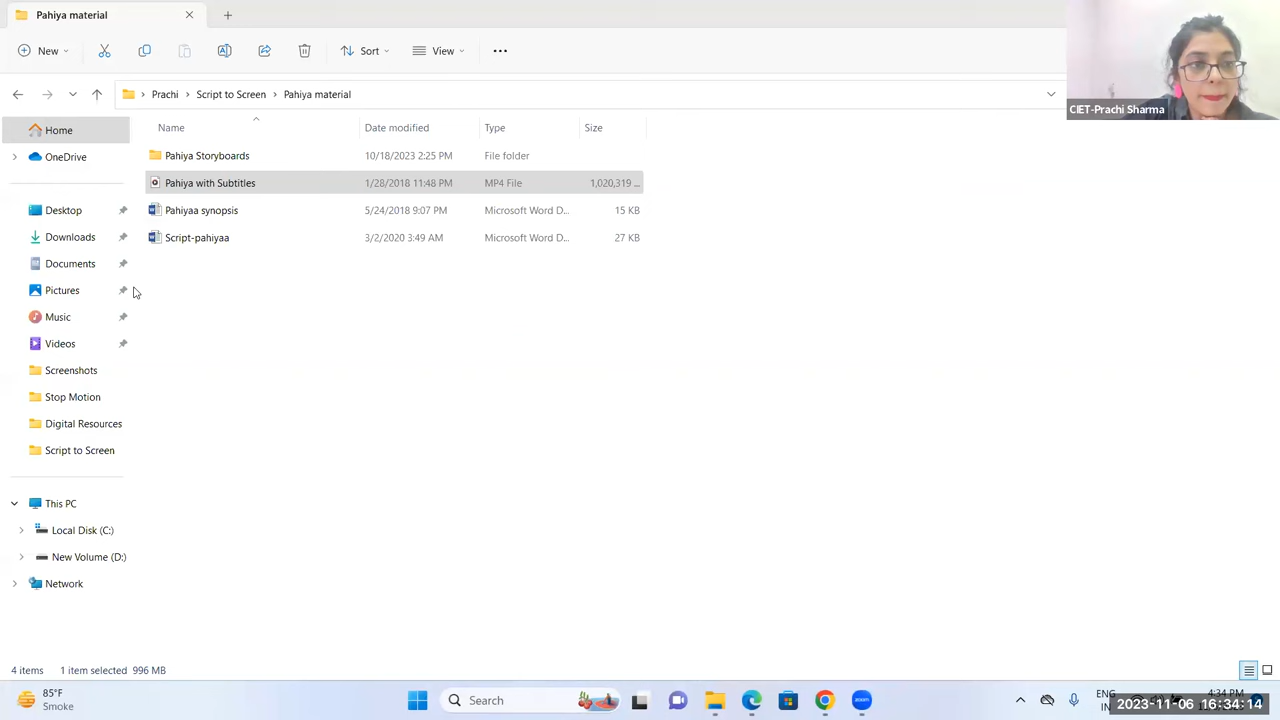 Pahiya material
New
Sort
View
Prachi > Script to Screen > Pahiya material
CIET-Prachi Sharma
Name Date modified Type Size
Home
OneDrive
Pahiya Storyboards 10/18/2023 2:25 PM File folder
Pahiya with Subtitles 1/28/2018 11:48 PM MP4 File 1,020,319 ...
Pahiyaa synopsis 5/24/2018 9:07 PM Microsoft Word D... 15 KB
Script-pahiyaa 3/2/2020 3:49 AM Microsoft Word D... 27 KB
Desktop
Downloads
Documents
Pictures
Music
Videos
Screenshots
Stop Motion
Digital Resources
Script to Screen
This PC
Local Disk (C:)
New Volume (D:)
Network
4 items 1 item selected 996 MB
85°F
Smoke
Search
zoom
ENG
IN
4:34 PM
2023-11-06 16:34:14